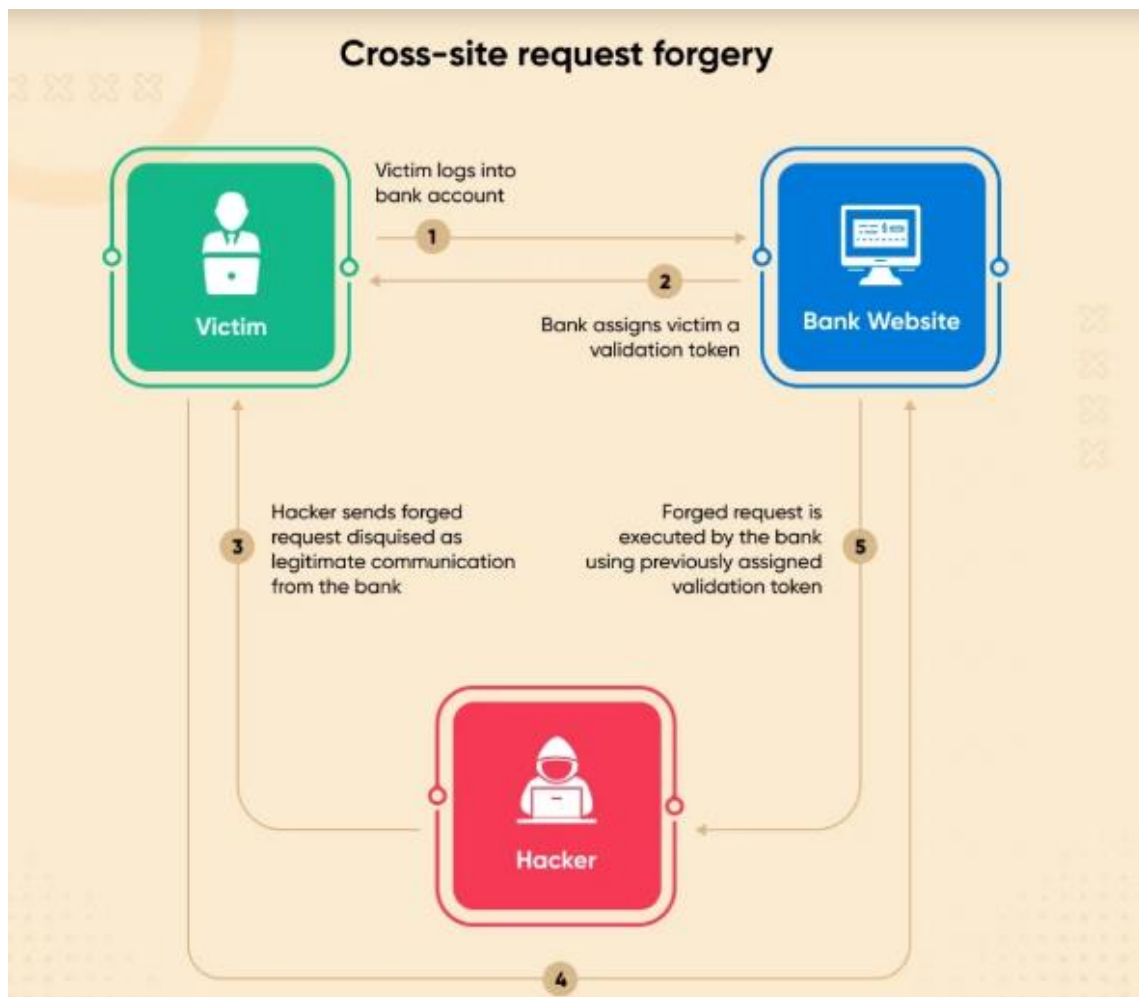 Cross-site request forgery
Victim logs into
bank account
1
2
Bank assigns victim a
validation token
Victim
Bank Website
Hacker sends forged
request disquised as
legitimate communication
from the bank
3
Forged request is
executed by the bank
using previously assigned
validation token
5
Hacker
4